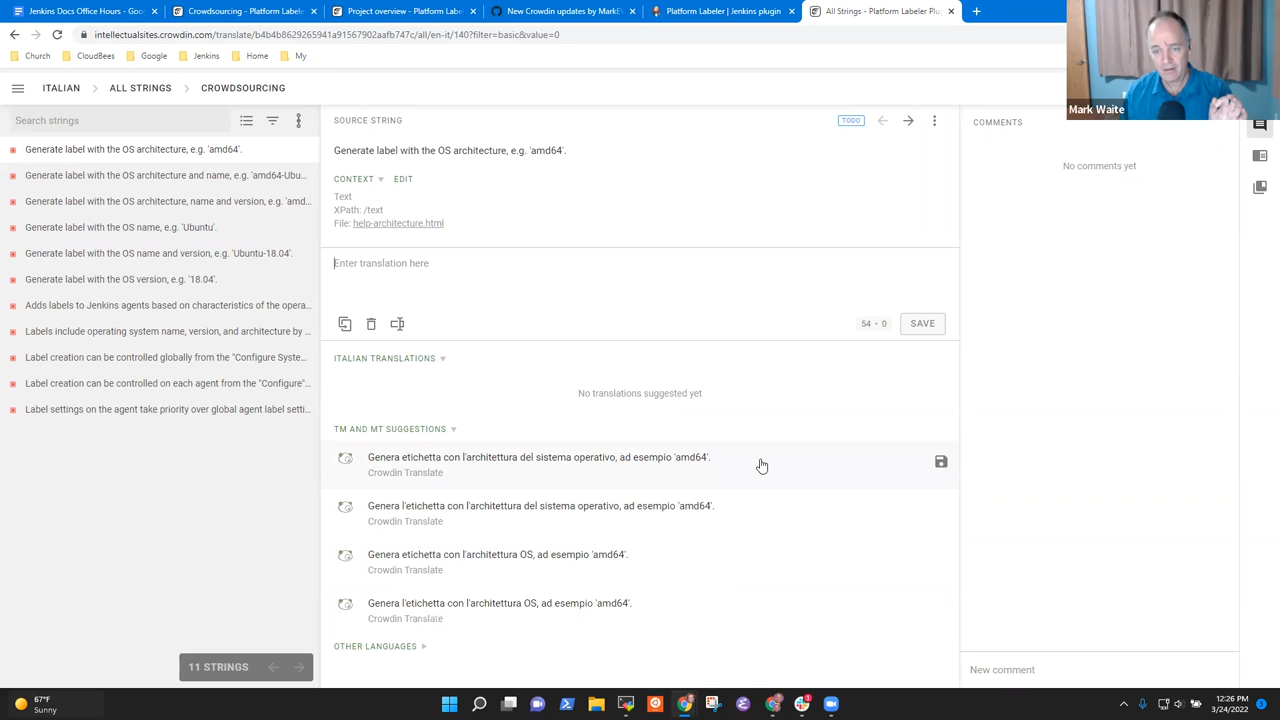 Jenkins Docs Office Hours - Goo
Crowdsourcing - Platform Labele
Project overview - Platform Labe
New Crowdin updates by MarkE
Platform Labeler | Jenkins plugin
All Strings - Platform Labeler Plu
intellectualsites.crowdin.com/translate/b4b4b8629265941a91567902aafb747c/all/en-it/140?filter=basic&value=0
Church
CloudBees
Google
Jenkins
Home
My
Mark Waite
ITALIAN > ALL STRINGS > CROWDSOURCING
Search strings
Generate label with the OS architecture, e.g. 'amd64'.
Generate label with the OS architecture and name, e.g. 'amd64-Ubu...
Generate label with the OS architecture, name and version, e.g. 'amd...
Generate label with the OS name, e.g. 'Ubuntu'.
Generate label with the OS name and version, e.g. 'Ubuntu-18.04'.
Generate label with the OS version, e.g. '18.04'.
Adds labels to Jenkins agents based on characteristics of the opera...
Labels include operating system name, version, and architecture by ...
Label creation can be controlled globally from the "Configure Syste...
Label creation can be controlled on each agent from the "Configure"...
Label settings on the agent take priority over global agent label setti...
11 STRINGS
SOURCE STRING
TODO
Generate label with the OS architecture, e.g. 'amd64'.
CONTEXT
EDIT
Text
XPath: /text
File: help-architecture.html
Enter translation here
54 • 0
SAVE
ITALIAN TRANSLATIONS
No translations suggested yet
TM AND MT SUGGESTIONS
Genera etichetta con l'architettura del sistema operativo, ad esempio 'amd64'.
Crowdin Translate
Genera l'etichetta con l'architettura del sistema operativo, ad esempio 'amd64'.
Crowdin Translate
Genera etichetta con l'architettura OS, ad esempio 'amd64'.
Crowdin Translate
Genera l'etichetta con l'architettura OS, ad esempio 'amd64'.
Crowdin Translate
OTHER LANGUAGES
COMMENTS
No comments yet
New comment
67°F
Sunny
12:26 PM
3/24/2022